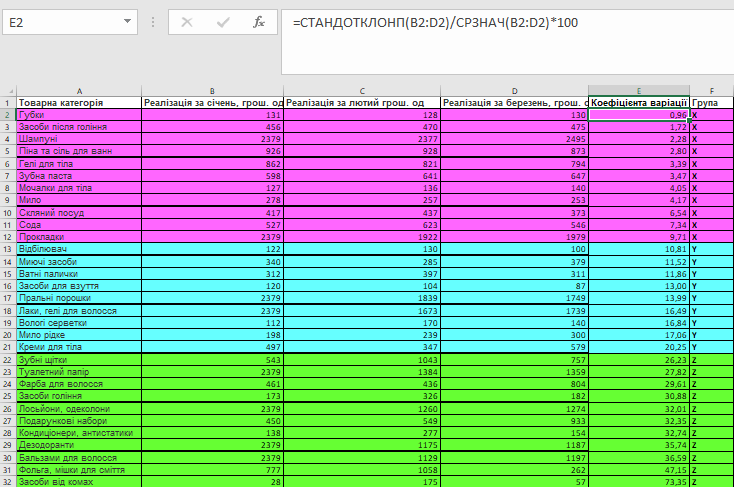 E2 fx =СТАНДОТКЛОНП(B2:D2)/СРЗНАЧ(B2:D2)*100
A B C D E F
1 Товарна категорія Реалізація за січень, грош. од Реалізація за лютий грош. од Реалізація за березень, грош. о Коефіцієнта варіації Група
2 Губки 131 128 130 0,96 X
3 Засоби після гоління 456 470 475 1,72 X
4 Шампуні 2379 2377 2495 2,28 X
5 Піна та сіль для ванн 926 928 873 2,80 X
6 Гелі для тіла 862 821 794 3,39 X
7 Зубна паста 598 641 647 3,47 X
8 Мочалки для тіла 127 136 140 4,05 X
9 Мило 278 257 253 4,17 X
10 Скляний посуд 417 437 373 6,54 X
11 Сода 527 623 546 7,34 X
12 Прокладки 2379 1922 1979 9,71 X
13 Відбілювач 122 130 100 10,81 Y
14 Миючі засоби 340 285 379 11,52 Y
15 Ватні палички 312 397 311 11,86 Y
16 Засоби для взуття 120 104 87 13,00 Y
17 Пральні порошки 2379 1839 1749 13,99 Y
18 Лаки, гелі для волосся 2379 1673 1739 16,49 Y
19 Вологі серветки 112 170 140 16,84 Y
20 Мило рідке 198 239 300 17,06 Y
21 Креми для тіла 497 347 579 20,25 Y
22 Зубні щітки 543 1043 757 26,23 Z
23 Туалетний папір 2379 1384 1359 27,82 Z
24 Фарба для волосся 461 436 804 29,61 Z
25 Засоби гоління 173 326 182 30,88 Z
26 Лосьйони, одеколони 2379 1260 1274 32,01 Z
27 Подарункові набори 450 549 933 32,35 Z
28 Кондиціонери, антистатики 138 277 154 32,74 Z
29 Дезодоранти 2379 1175 1187 35,74 Z
30 Бальзами для волосся 2379 1129 1197 36,59 Z
31 Фольга, мішки для сміття 777 1058 262 47,15 Z
32 Засоби від комах 28 175 57 73,35 Z